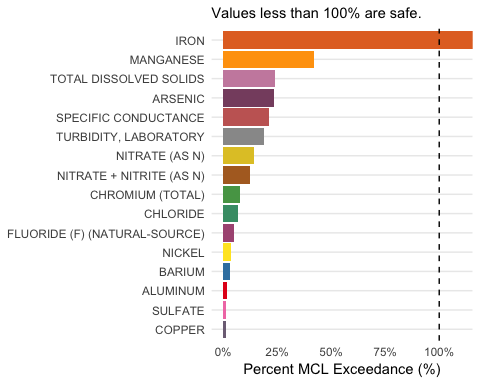 Values less than 100% are safe.
IRON
MANGANESE
TOTAL DISSOLVED SOLIDS
ARSENIC
SPECIFIC CONDUCTANCE
TURBIDITY, LABORATORY
NITRATE (AS N)
NITRATE + NITRITE (AS N)
CHROMIUM (TOTAL)
CHLORIDE
FLUORIDE (F) (NATURAL-SOURCE)
NICKEL
BARIUM
ALUMINUM
SULFATE
COPPER
0% 25% 50% 75% 100%
Percent MCL Exceedance (%)